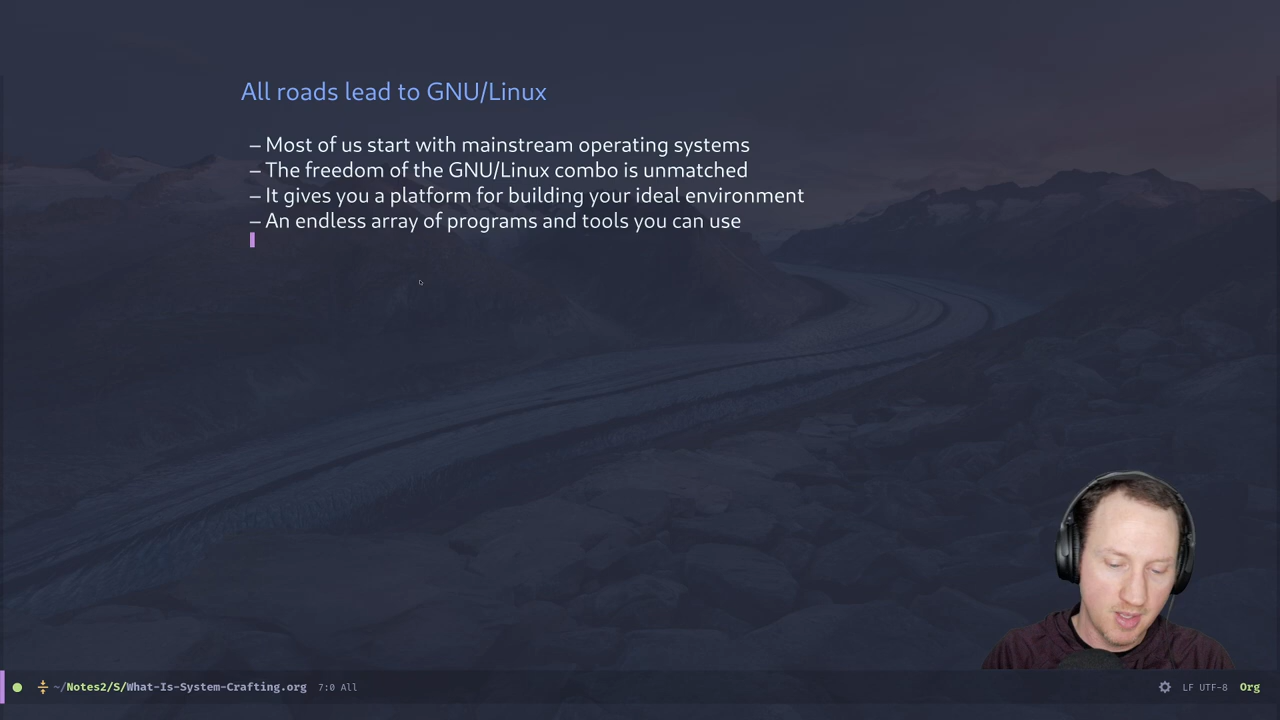 All roads lead to GNU/Linux
– Most of us start with mainstream operating systems
– The freedom of the GNU/Linux combo is unmatched
– It gives you a platform for building your ideal environment
– An endless array of programs and tools you can use
~/Notes2/S/What-Is-System-Crafting.org 7:0 All LF UTF-8 Org